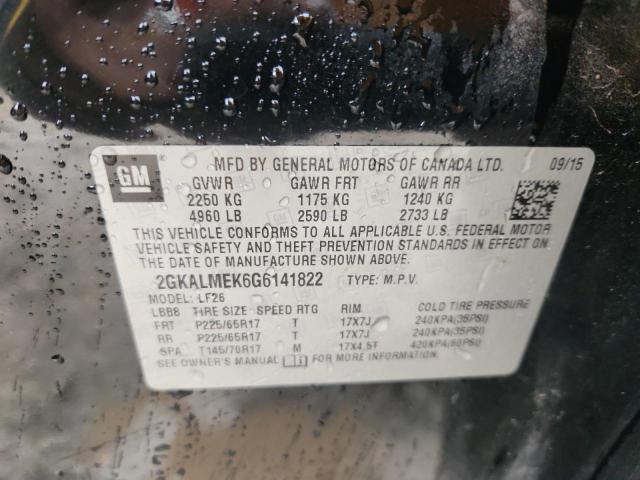 GM MFD BY GENERAL MOTORS OF CANADA LTD. 09/15
GVWR GAWR FRT GAWR RR
2250 KG 1175 KG 1240 KG
4960 LB 2590 LB 2733 LB
THIS VEHICLE CONFORMS TO ALL APPLICABLE U.S. FEDERAL MOTOR
VEHICLE SAFETY AND THEFT PREVENTION STANDARDS IN EFFECT ON
THE DATE OF MANUFACTURE SHOWN ABOVE.
2GKALMEK6G6141822 TYPE: M.P.V.
MODEL: LF26
LBB8 TIRE SIZE SPEED RTG RIM COLD TIRE PRESSURE
FRT P225/65R17 T 17X7J 240KPA(35PSI)
RR P225/65R17 T 17X7J 240KPA(35PSI)
SPA T145/70R17 M 17X4.5T 420KPA(60PSI)
SEE OWNER'S MANUAL FOR MORE INFORMATION